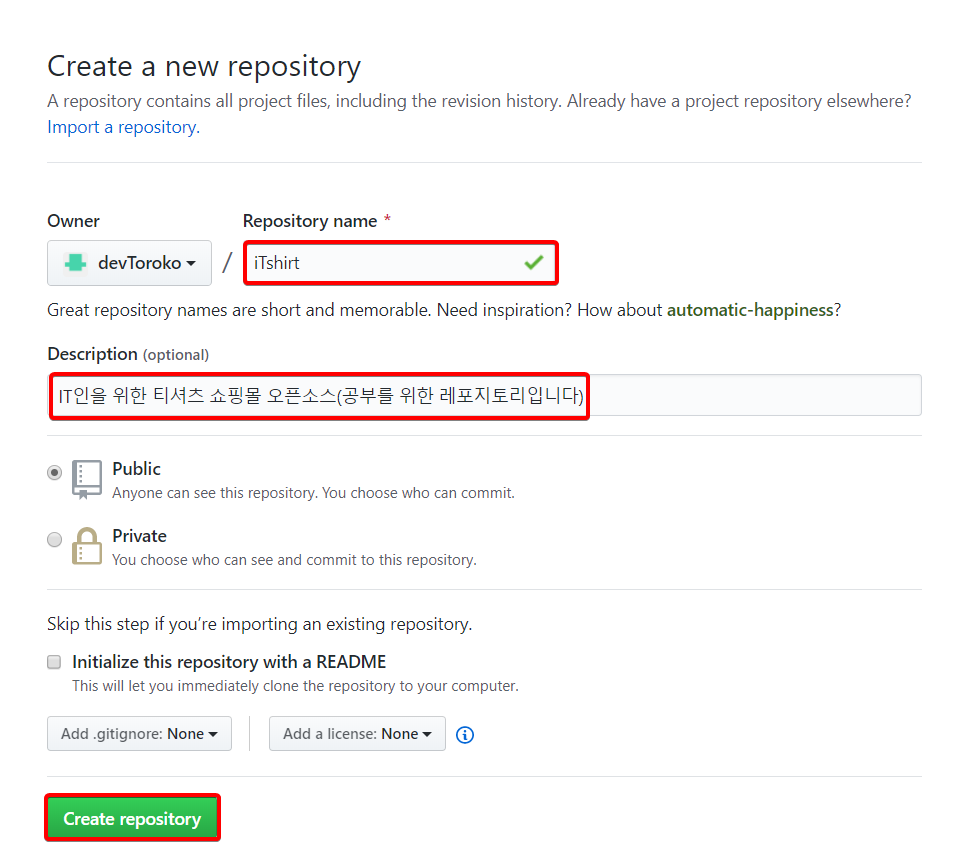 Create a new repository
A repository contains all project files, including the revision history. Already have a project repository elsewhere?
Import a repository.
Owner
Repository name *
devToroko
/
iTshirt
Great repository names are short and memorable. Need inspiration? How about automatic-happiness?
Description (optional)
IT인을 위한 티셔츠 쇼핑몰 오픈소스(공부를 위한 레포지토리입니다)
Public
Anyone can see this repository. You choose who can commit.
Private
You choose who can see and commit to this repository.
Skip this step if you’re importing an existing repository.
Initialize this repository with a README
This will let you immediately clone the repository to your computer.
Add .gitignore: None
Add a license: None
Create repository